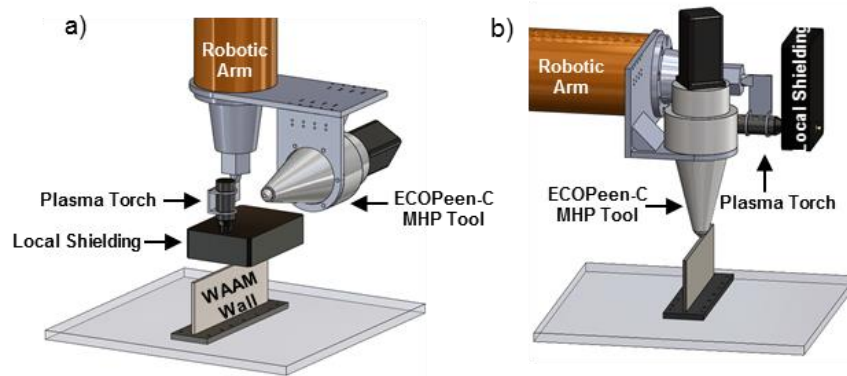 a)
Robotic
Arm
Plasma Torch
Local Shielding
ECOPeen-C
MHP Tool
WAAM
Wall
b)
Robotic
Arm
Local Shielding
ECOPeen-C
MHP Tool
Plasma Torch